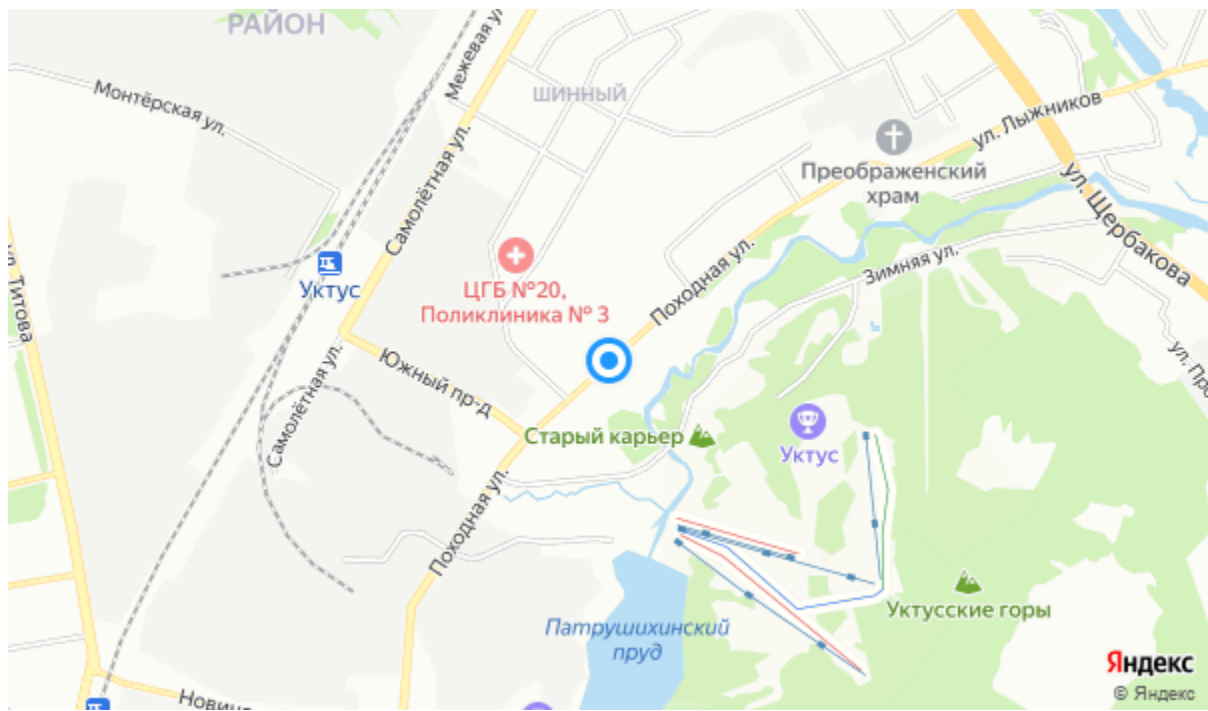 РАЙОН
Межевая ул.
Монтёрская ул.
ШИННЫЙ
ул. Лыжников
Преображенский
храм
Самолётная ул.
ул. Щербакова
Зимняя ул.
Походная ул.
ул. Титова
Уктус
ЦГБ №20,
Поликлиника № 3
Южный пр-д
Самолётная ул.
Старый карьер
Уктус
Походная ул.
Уктусские горы
Патрушихинский
пруд
Яндекс
© Яндекс